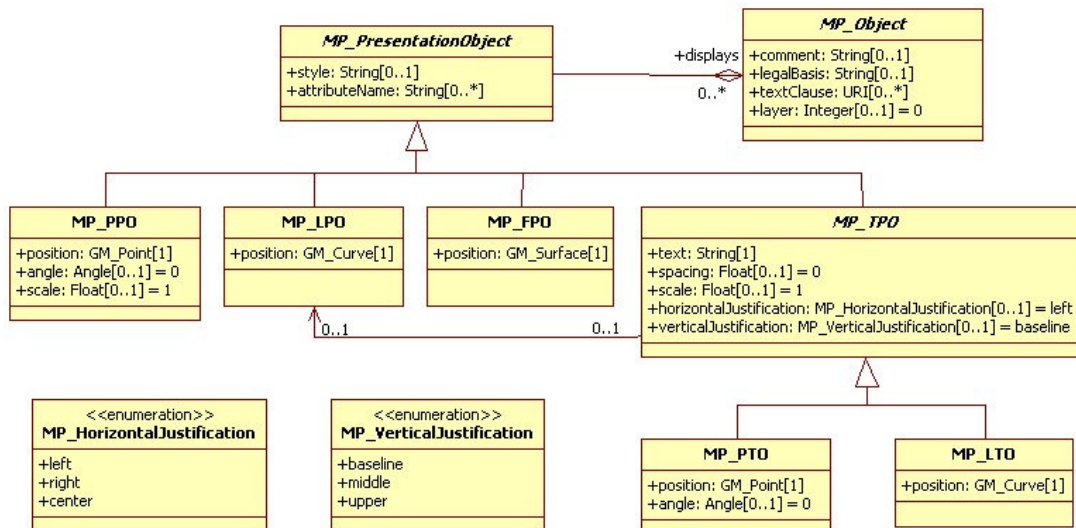 MP_PresentationObject
+style: String[0..1]
+attributeName: String[0..*]
+displays
0..*
MP_Object
+comment: String[0..1]
+legalBasis: String[0..1]
+textClause: URI[0..*]
+layer: Integer[0..1] = 0
MP_PPO
+position: GM_Point[1]
+angle: Angle[0..1] = 0
+scale: Float[0..1] = 1
MP_LPO
+position: GM_Curve[1]
MP_FPO
+position: GM_Surface[1]
MP_TPO
+text: String[1]
+spacing: Float[0..1] = 0
+scale: Float[0..1] = 1
+horizontalJustification: MP_HorizontalJustification[0..1] = left
+verticalJustification: MP_VerticalJustification[0..1] = baseline
0..1
0..1
<<enumeration>>
MP_HorizontalJustification
+left
+right
+center
<<enumeration>>
MP_VerticalJustification
+baseline
+middle
+upper
MP_PTO
+position: GM_Point[1]
+angle: Angle[0..1] = 0
MP_LTO
+position: GM_Curve[1]